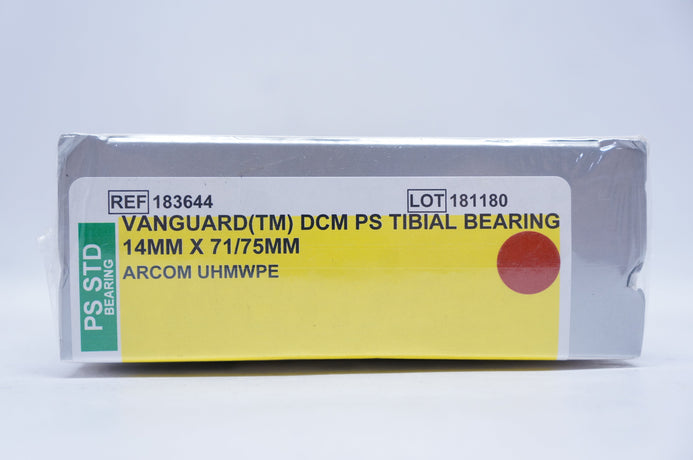 REF 183644 LOT 181180
VANGUARD(TM) DCM PS TIBIAL BEARING
14MM X 71/75MM
ARCOM UHMWPE
PS STD
BEARING